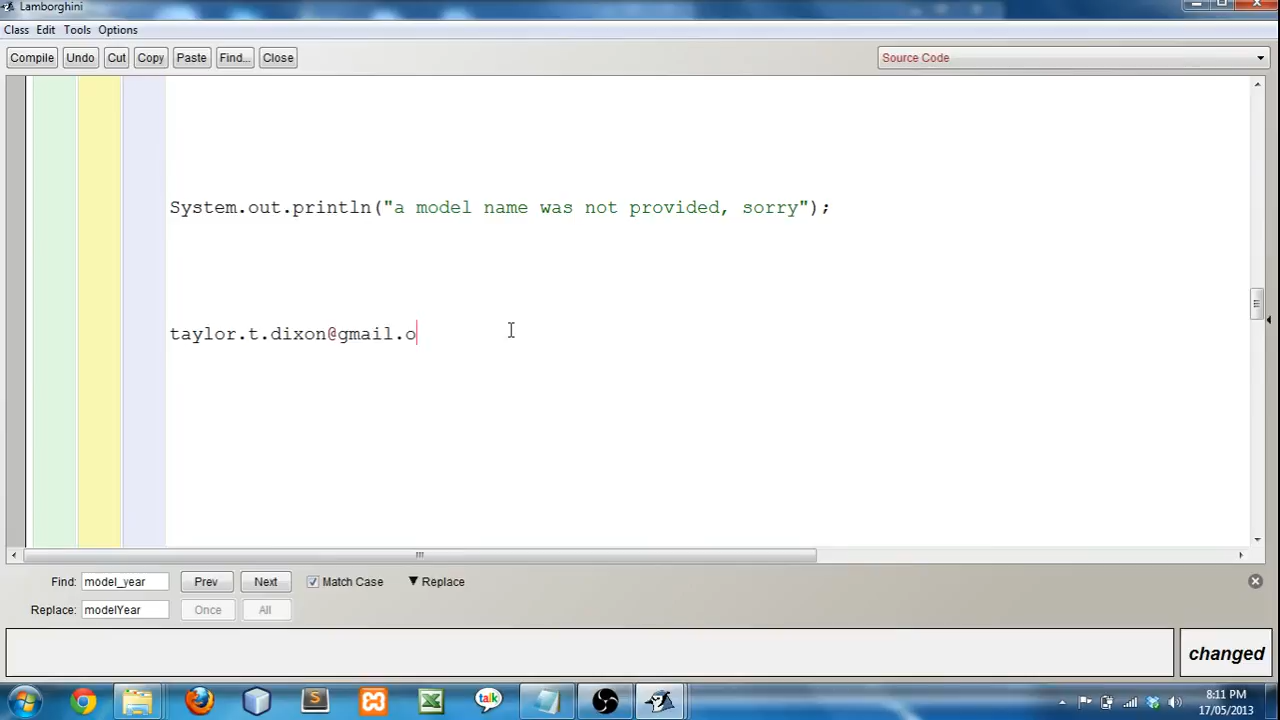 Lamborghini
Class Edit Tools Options
Compile Undo Cut Copy Paste Find... Close Source Code
System.out.println("a model name was not provided, sorry");
taylor.t.dixon@gmail.o
Find: model_year Prev Next Match Case ▼ Replace
Replace: modelYear Once All
changed
talk
8:11 PM
17/05/2013